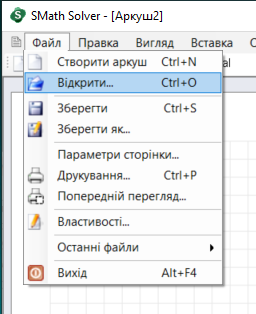 SMath Solver - [Аркуш2]
Файл Правка Вигляд Вставка
Створити аркуш Ctrl+N
Відкрити... Ctrl+O
Зберегти Ctrl+S
Зберегти як...
Параметри сторінки...
Друкування... Ctrl+P
Попередній перегляд...
Властивості...
Останні файли
Вихід Alt+F4